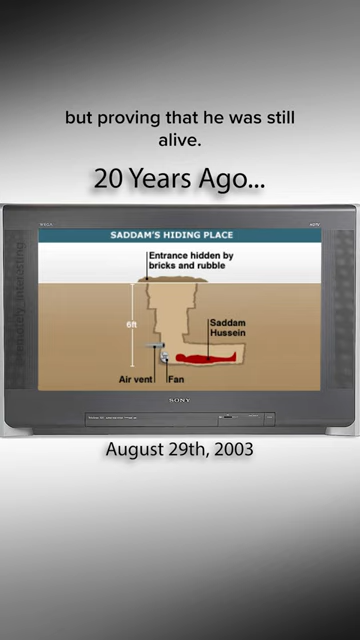 but proving that he was still
alive.
20 Years Ago...
SADDAM'S HIDING PLACE
Entrance hidden by
bricks and rubble
6ft
Saddam
Hussein
Air vent
Fan
SONY
August 29th, 2003